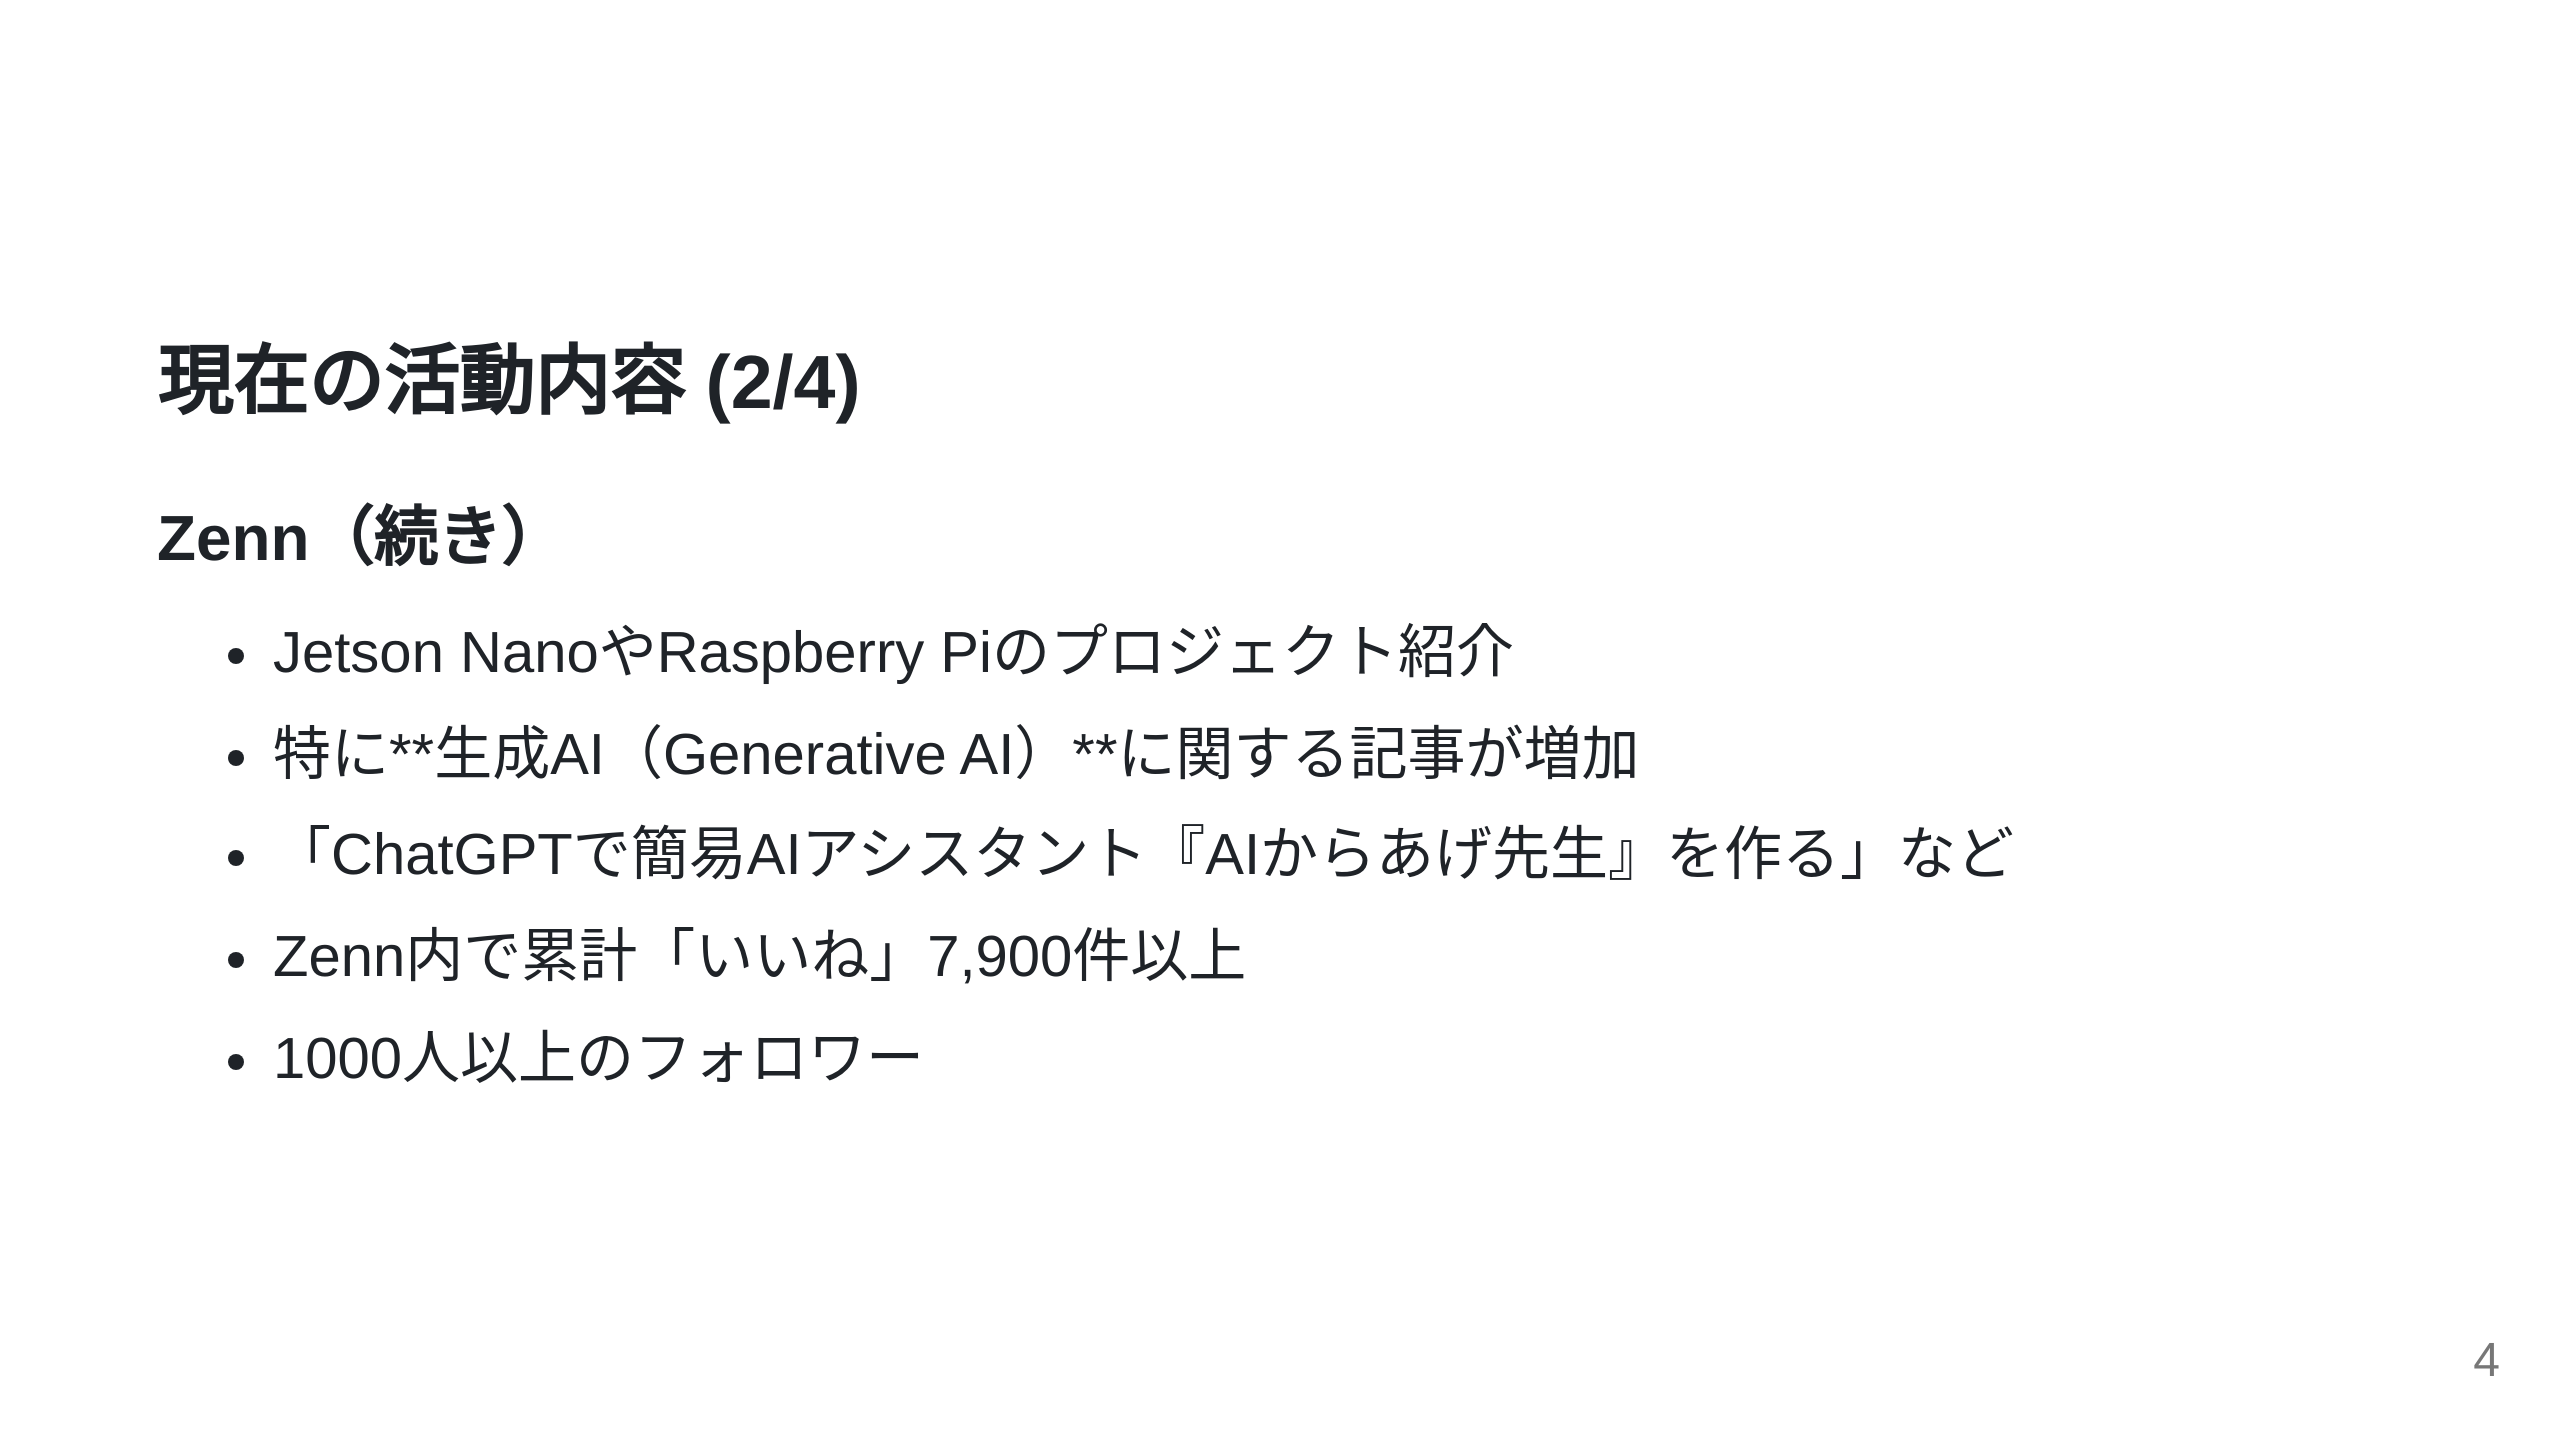 現在の活動内容 (2/4)
Zenn（続き）
• Jetson NanoやRaspberry Piのプロジェクト紹介
• 特に**生成AI（Generative AI）**に関する記事が増加
• 「ChatGPTで簡易AIアシスタント『AIからあげ先生』を作る」など
• Zenn内で累計「いいね」7,900件以上
• 1000人以上のフォロワー
4